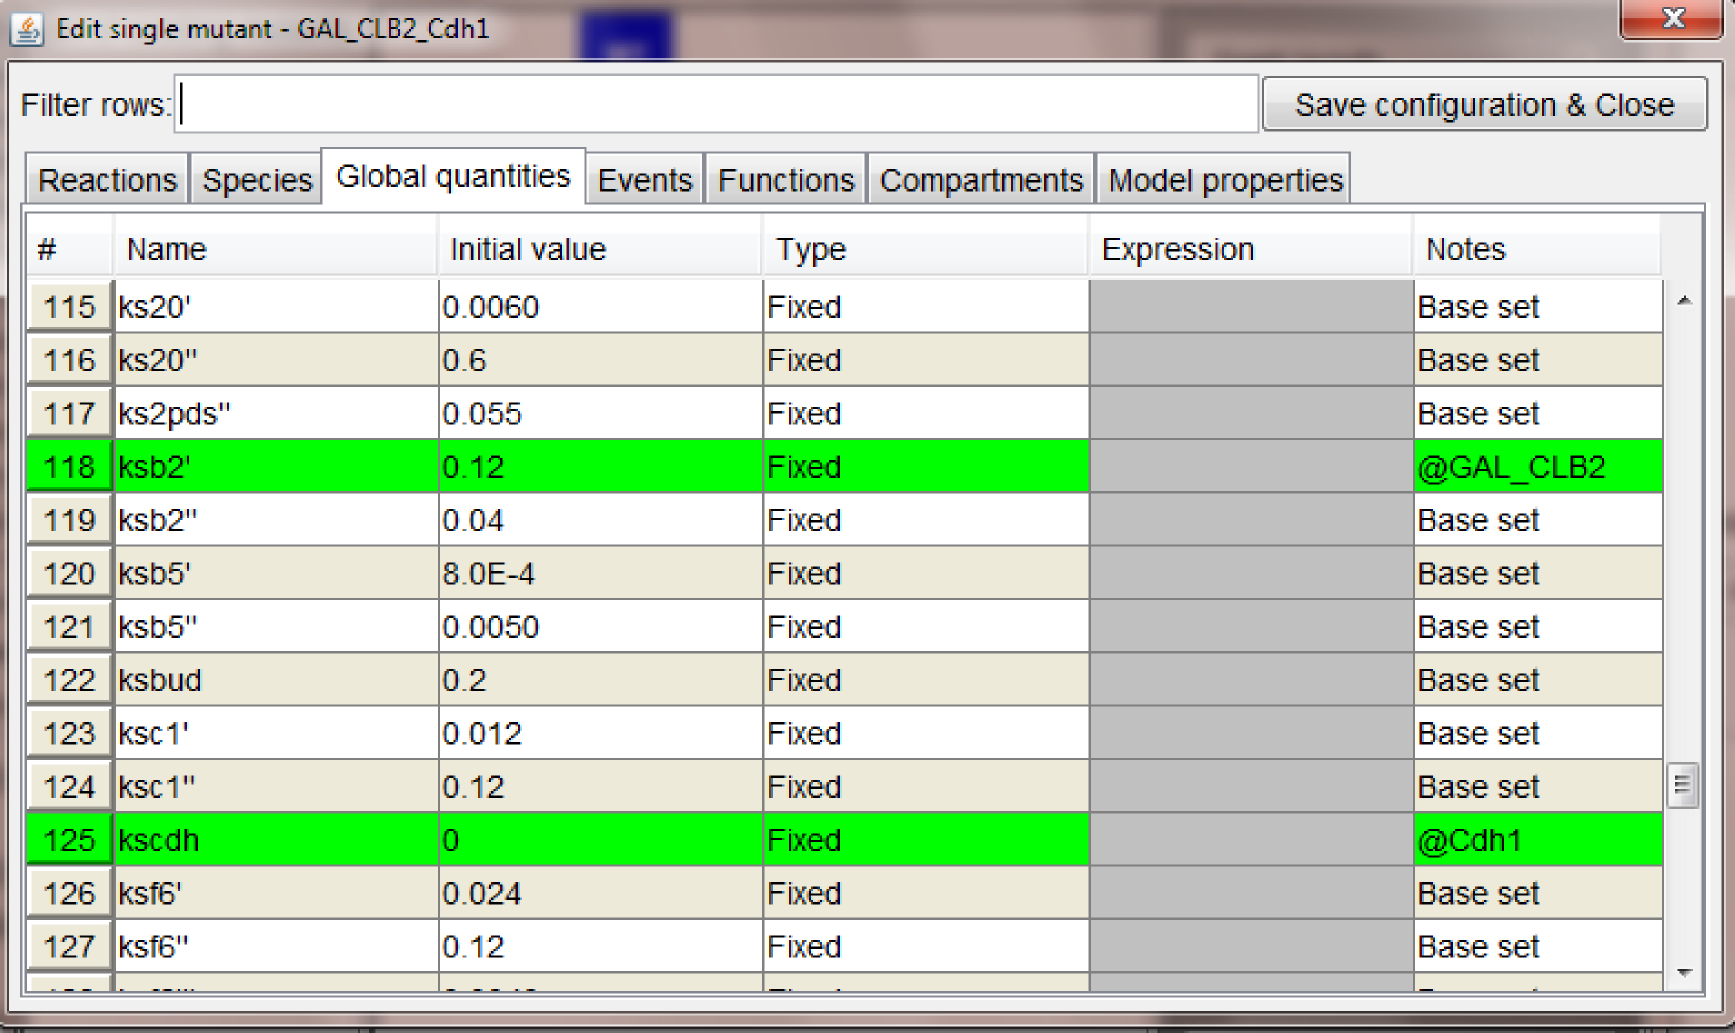 Edit single mutant - GAL_CLB2_Cdh1
Filter rows:
Save configuration & Close
Reactions Species Global quantities Events Functions Compartments Model properties
# Name Initial value Type Expression Notes
115 ks20' 0.0060 Fixed Base set
116 ks20'' 0.6 Fixed Base set
117 ks2pds'' 0.055 Fixed Base set
118 ksb2' 0.12 Fixed @GAL_CLB2
119 ksb2'' 0.04 Fixed Base set
120 ksb5' 8.0E-4 Fixed Base set
121 ksb5'' 0.0050 Fixed Base set
122 ksbud 0.2 Fixed Base set
123 ksc1' 0.012 Fixed Base set
124 ksc1'' 0.12 Fixed Base set
125 kscdh 0 Fixed @Cdh1
126 ksf6' 0.024 Fixed Base set
127 ksf6'' 0.12 Fixed Base set